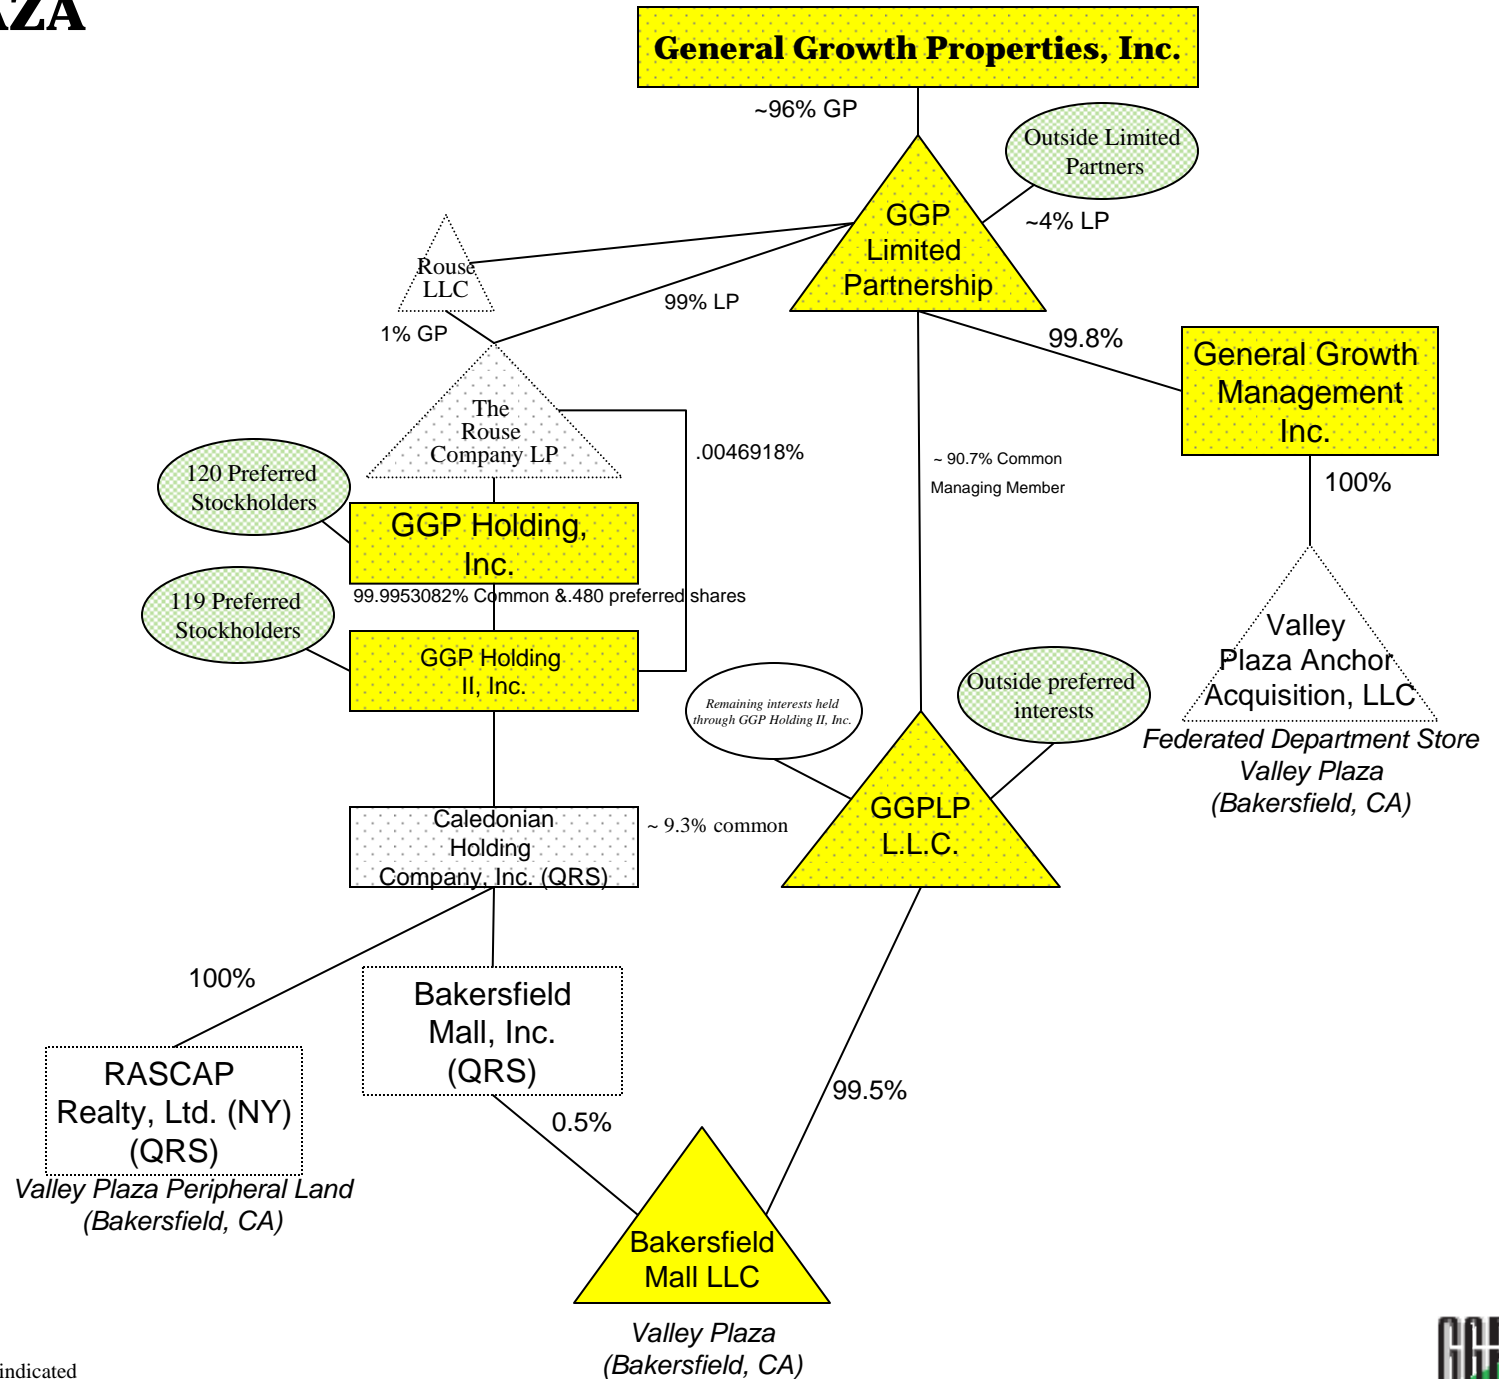 AZA
General Growth Properties, Inc.
~96% GP
Outside Limited
Partners
~4% LP
GGP
Limited
Partnership
Rouse
LLC
1% GP
99% LP
99.8%
General Growth
Management
Inc.
100%
The
Rouse
Company LP
.0046918%
~ 90.7% Common
Managing Member
120 Preferred
Stockholders
GGP Holding,
Inc.
99.9953082% Common &.480 preferred shares
119 Preferred
Stockholders
GGP Holding
II, Inc.
Remaining interests held
through GGP Holding II, Inc.
Outside preferred
interests
Valley
Plaza Anchor
Acquisition, LLC
Federated Department Store
Valley Plaza
(Bakersfield, CA)
Caledonian
Holding
Company, Inc. (QRS)
~ 9.3% common
GGPLP
L.L.C.
100%
Bakersfield
Mall, Inc.
(QRS)
RASCAP
Realty, Ltd. (NY)
(QRS)
Valley Plaza Peripheral Land
(Bakersfield, CA)
0.5%
99.5%
Bakersfield
Mall LLC
Valley Plaza
(Bakersfield, CA)
indicated
GGP